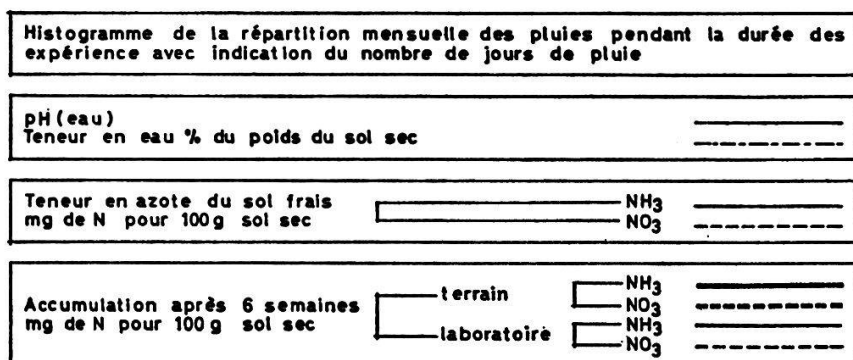 Histogramme de la répartition mensuelle des pluies pendant la durée des
expérience avec indication du nombre de jours de pluie
pH(eau)
Teneur en eau % du poids du sol sec
Teneur en azote du sol frais
mg de N pour 100g sol sec
NH3
NO3
Accumulation après 6 semaines
mg de N pour 100g sol sec
terrain
NH3
NO3
laboratoire
NH3
NO3